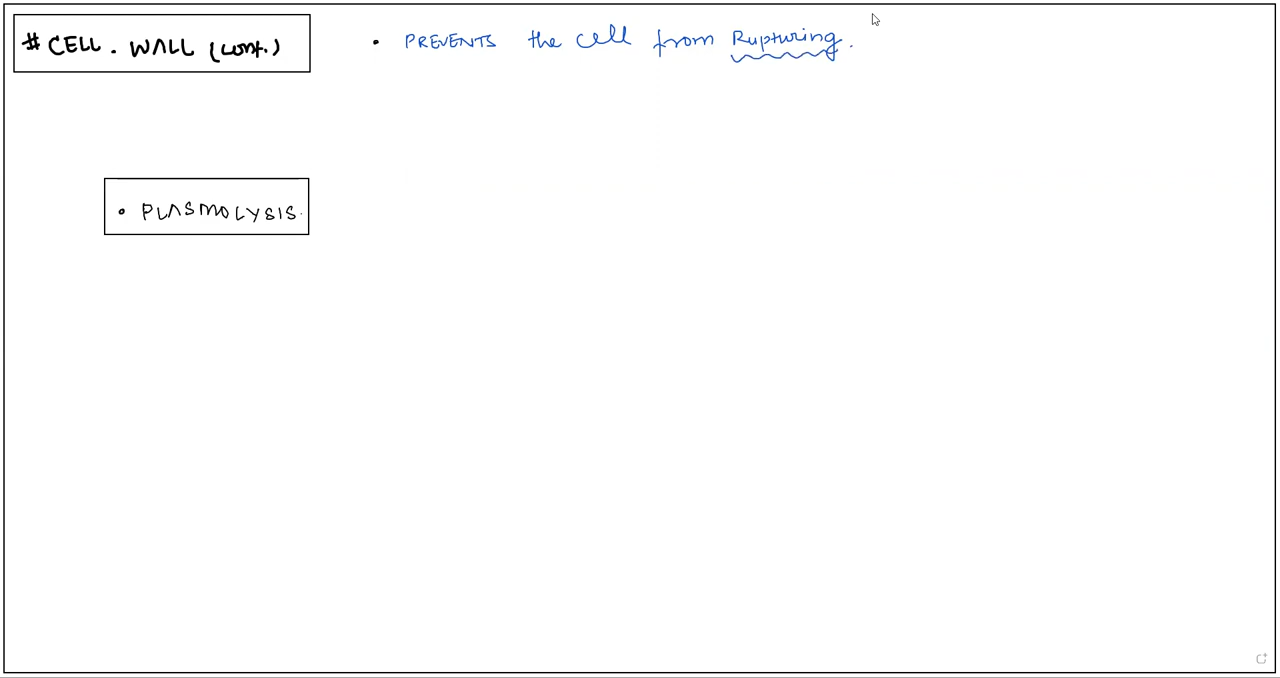 # CELL. WALL (cont.)
• PREVENTS the cell from Rupturing.
• PLASMOLYSIS.